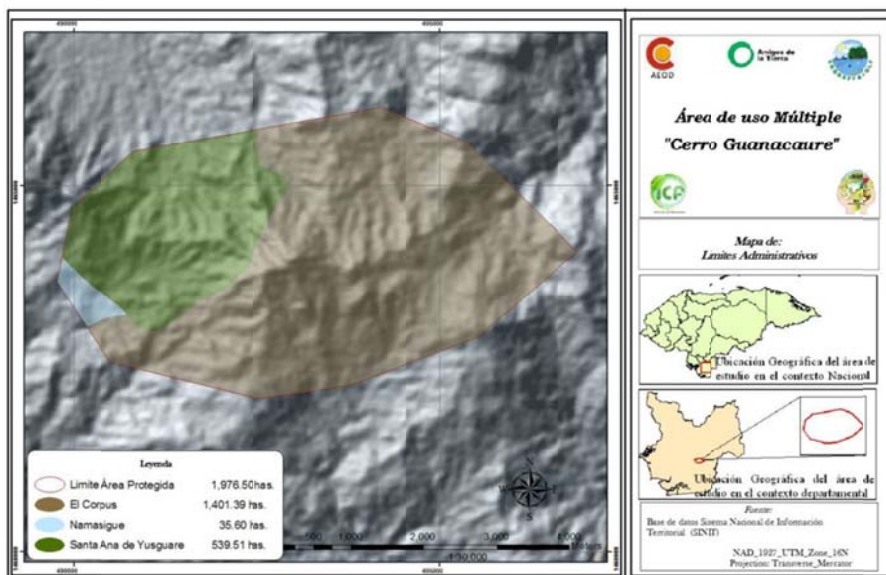 Leyenda
Limite Área Protegida 1,976.50has.
El Corpus 1,401.39 has.
Namasigue 35.60 has.
Santa Ana de Yusguare 539.51 has.
500
1,000
2,000
3,000
4,000
Meters
1:30,000
S
ACOD
Amigos de
la Tierra
Área de uso Múltiple
"Cerro Guanacaure"
ICF
Mapa de:
Limites Administrativos
Ubicación Geográfica del área de
estudio en el contexto Nacional
Ubicación Geográfica del área de
estudio en el contexto departamental
Fuente:
Base de datos Sistema Nacional de Información
Territorial (SINIT)
NAD_1927_UTM_Zone_16N
Projection: Transverse_Mercator